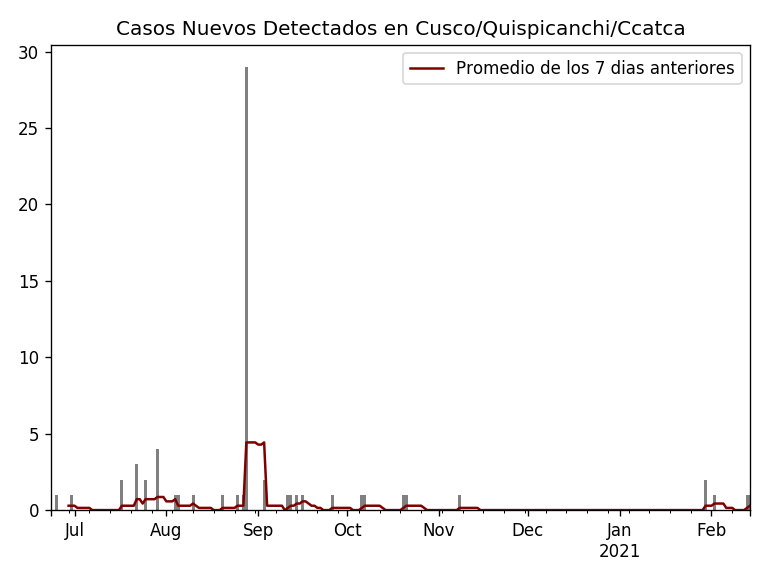 Casos Nuevos Detectados en Cusco/Quispicanchi/Ccatca
Promedio de los 7 dias anteriores
30
25
20
15
10
5
0
Jul Aug Sep Oct Nov Dec Jan Feb
2021